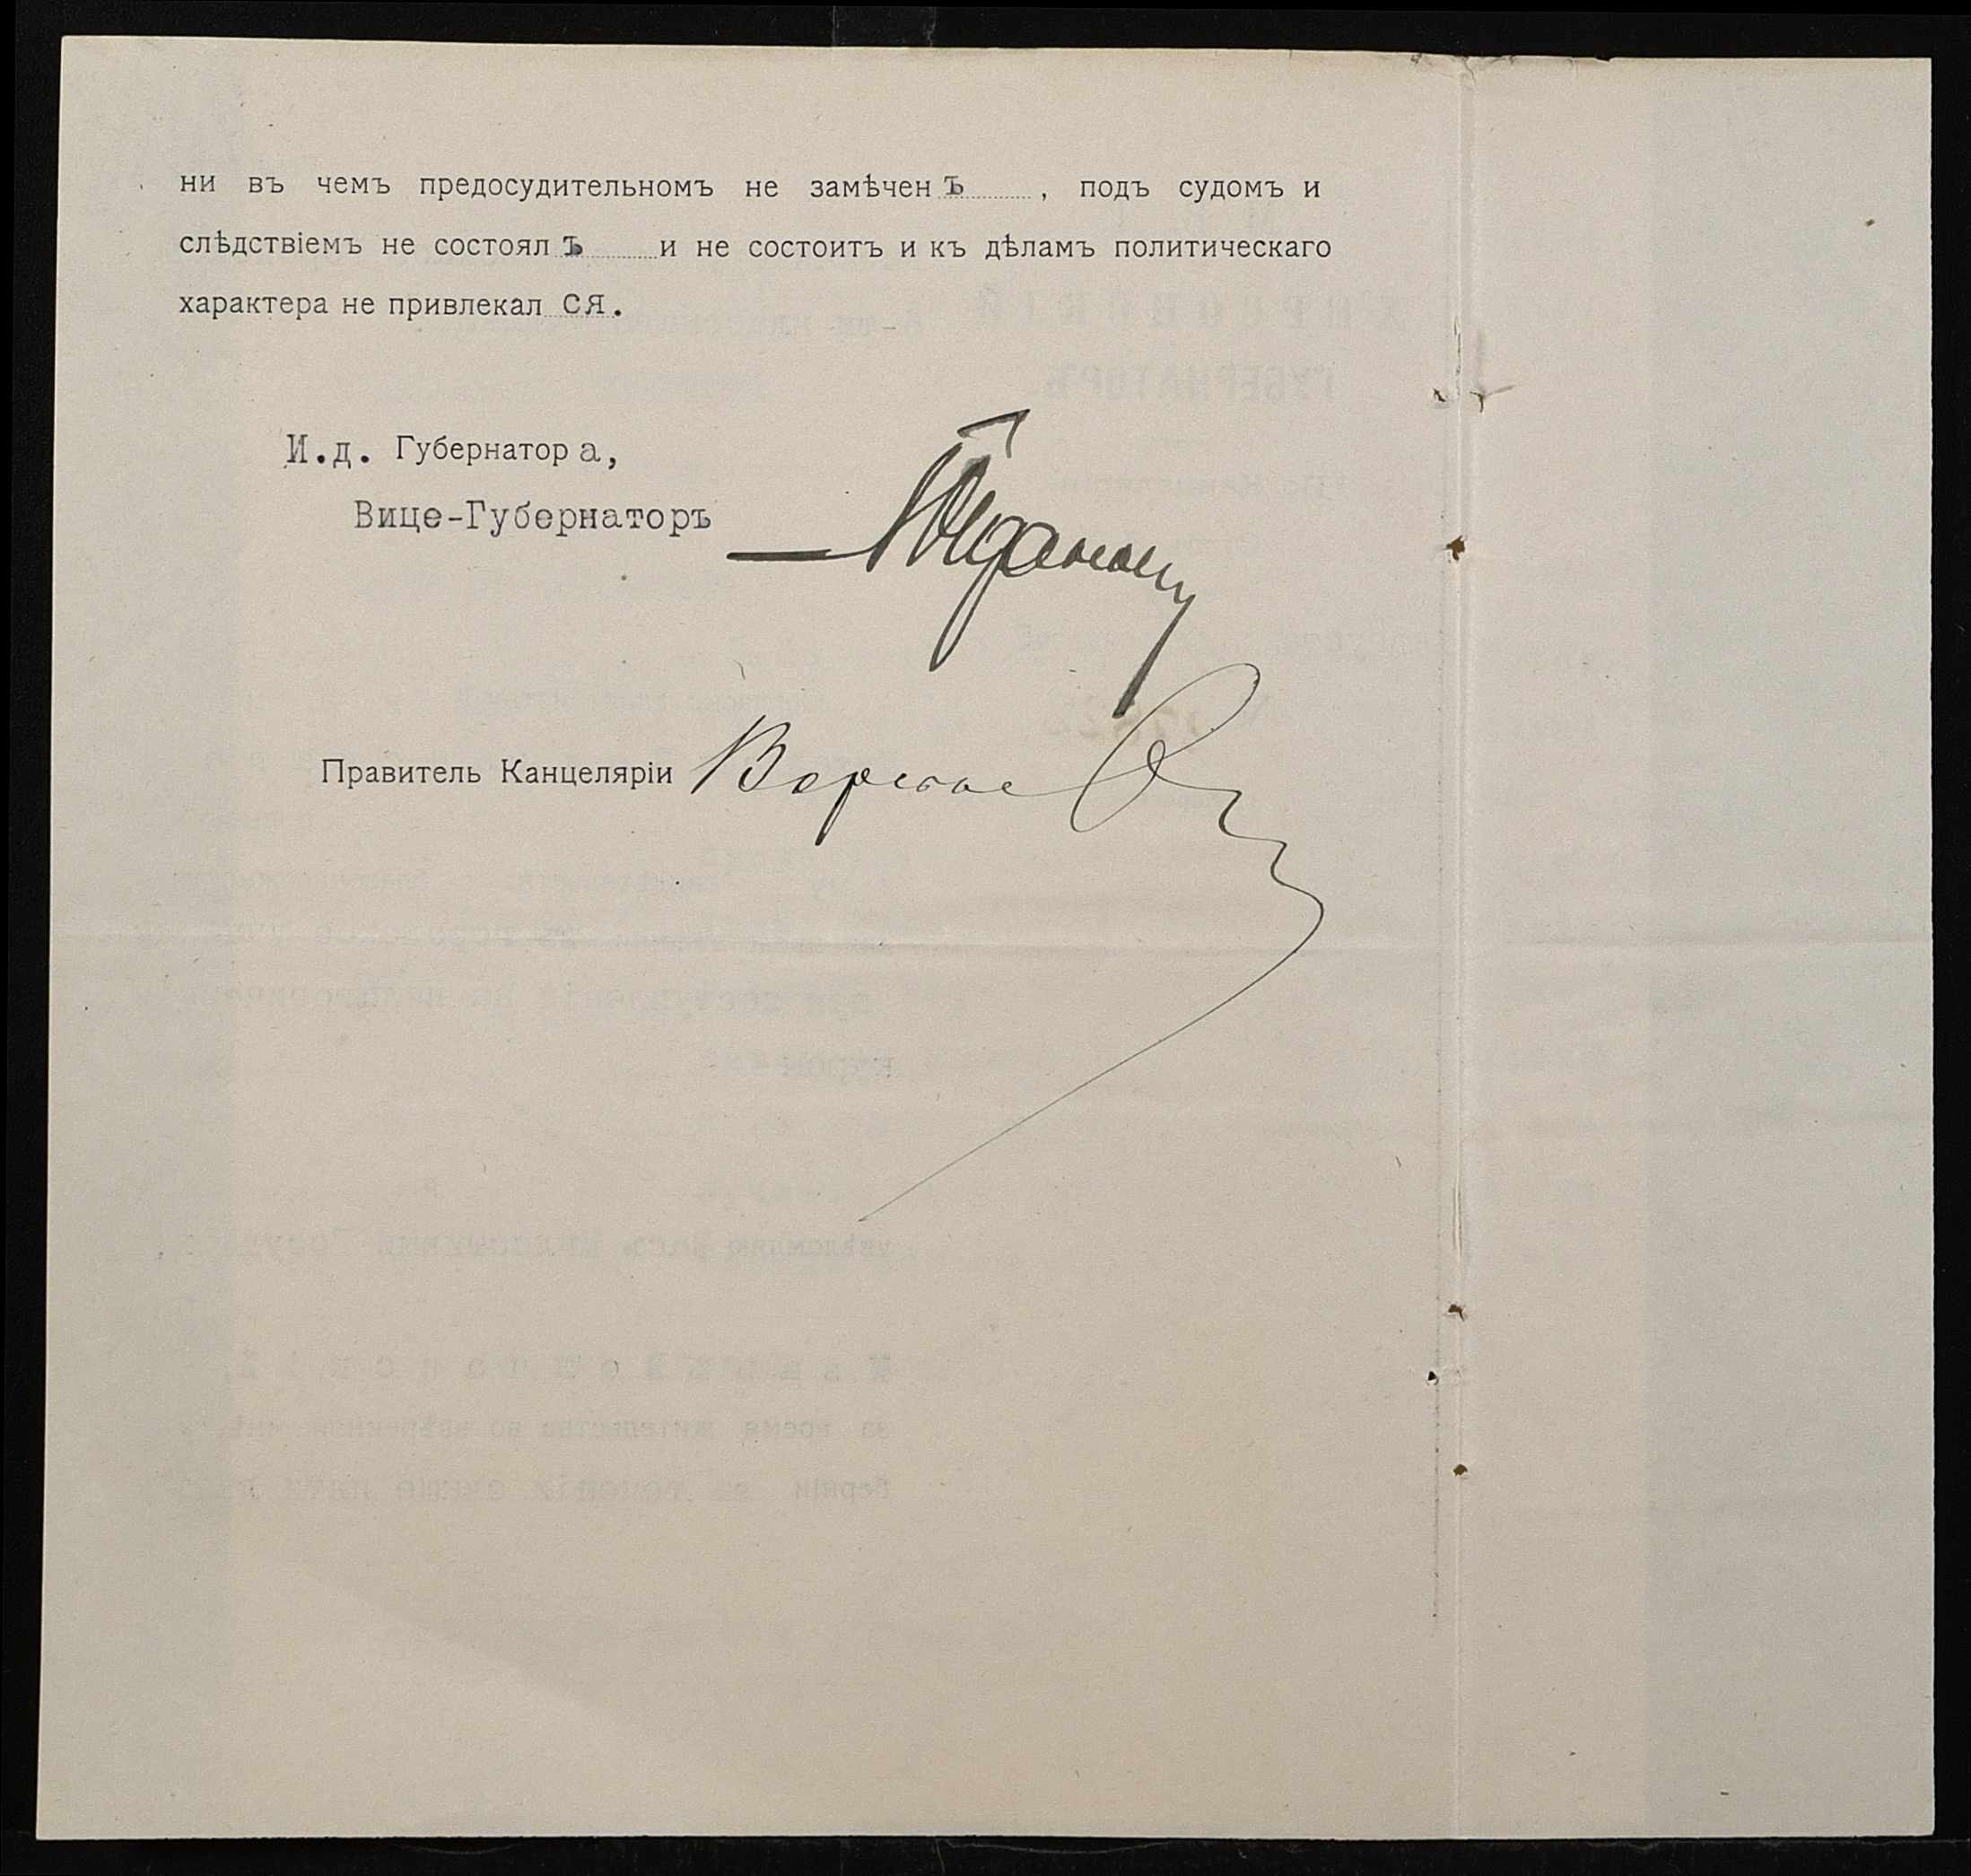 ни въ чемъ предосудительномъ не замѣченъ, подъ судомъ и
слѣдствіемъ не состоялъ и не состоитъ и къ дѣламъ политическаго
характера не привлекался.
И.д. Губернатора,
Вице-Губернаторъ
Правитель Канцеляріи